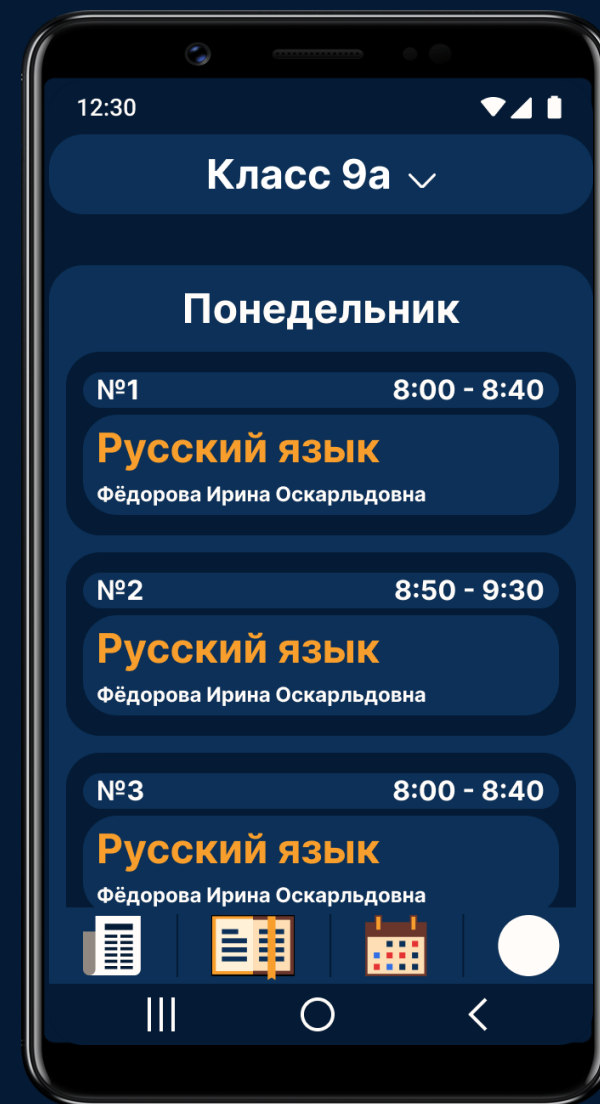 12:30
Класс 9а
Понедельник
№1 8:00 - 8:40
Русский язык
Фёдорова Ирина Оскарльдовна
№2 8:50 - 9:30
Русский язык
Фёдорова Ирина Оскарльдовна
№3 8:00 - 8:40
Русский язык
Фёдорова Ирина Оскарльдовна